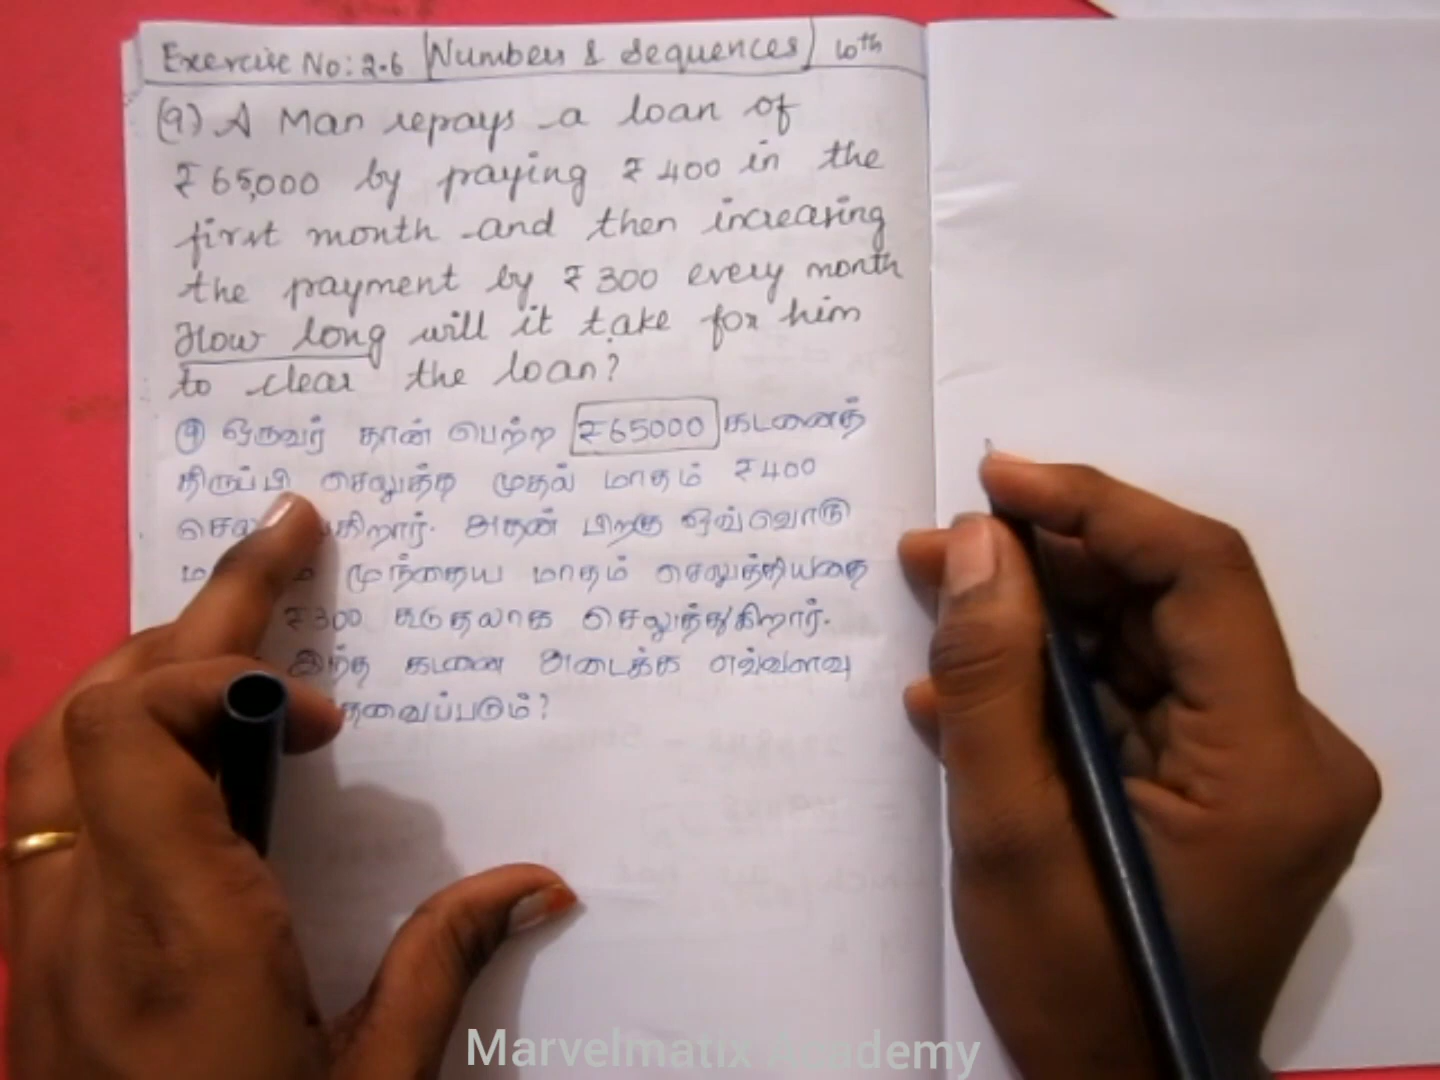 Exercise No: 2.6 Numbers & Sequences 10th
(9) A Man repays a loan of
₹65,000 by paying ₹400 in the
first month and then increasing
the payment by ₹300 every month
How long will it take for him
to clear the loan?
(9) ஒருவர் தான் பெற்ற ₹65000 கடனைத்
திருப்பி செலுத்த முதல் மாதம் ₹400
அதன் பிறகு ஒவ்வொரு
முந்தைய மாதம் செலுத்தியதை
₹300 கூடுதலாக செலுத்துகிறார்.
இந்த கடனை அடைக்க எவ்வளவு
Marvelmatix Academy